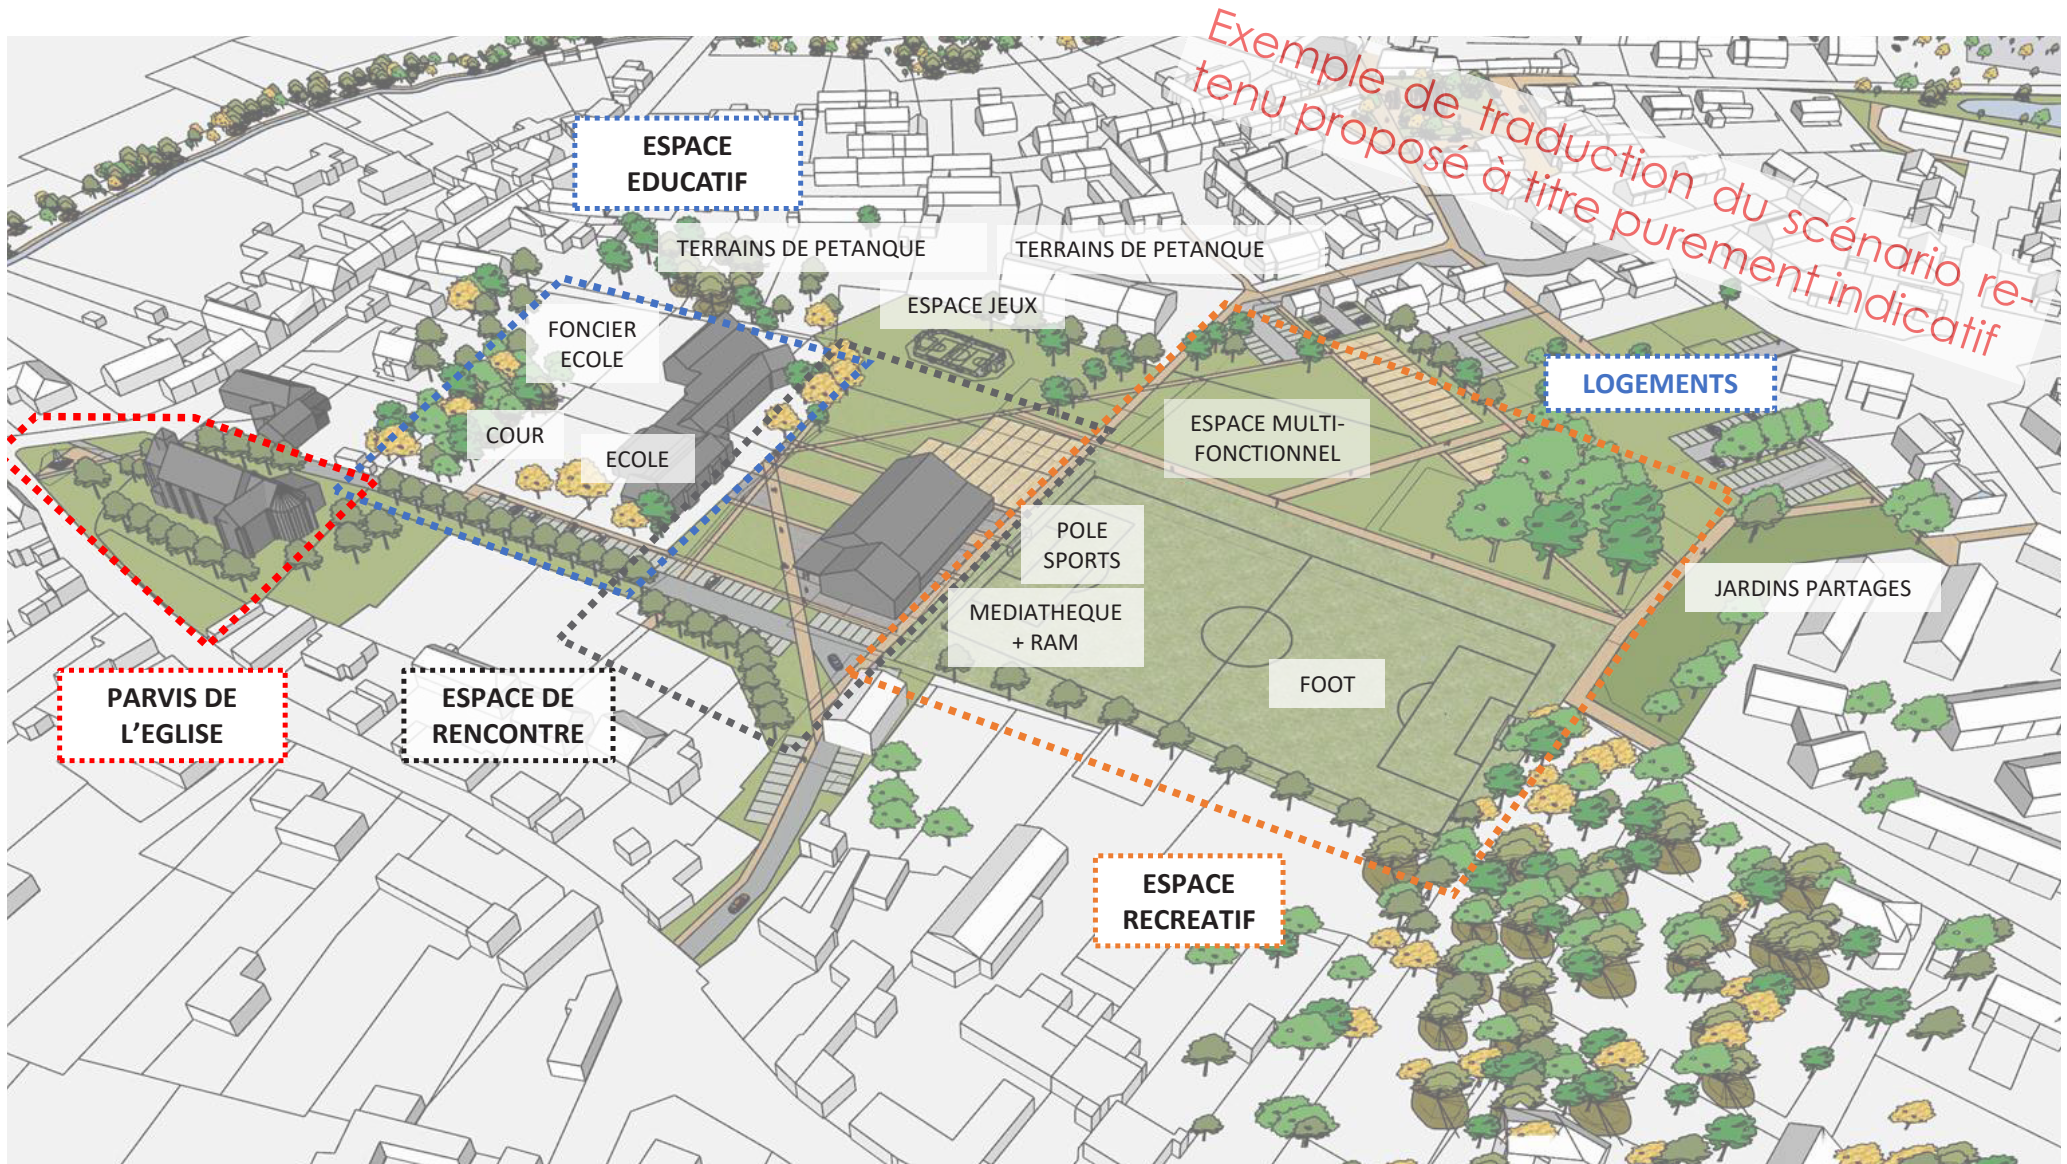 Exemple de traduction du scénario re-
tenu proposé à titre purement indicatif
ESPACE
EDUCATIF
TERRAINS DE PETANQUE
TERRAINS DE PETANQUE
ESPACE JEUX
FONCIER
ECOLE
LOGEMENTS
COUR
ECOLE
ESPACE MULTI-
FONCTIONNEL
POLE
SPORTS
JARDINS PARTAGES
MEDIATHEQUE
+ RAM
FOOT
PARVIS DE
L'EGLISE
ESPACE DE
RENCONTRE
ESPACE
RECREATIF